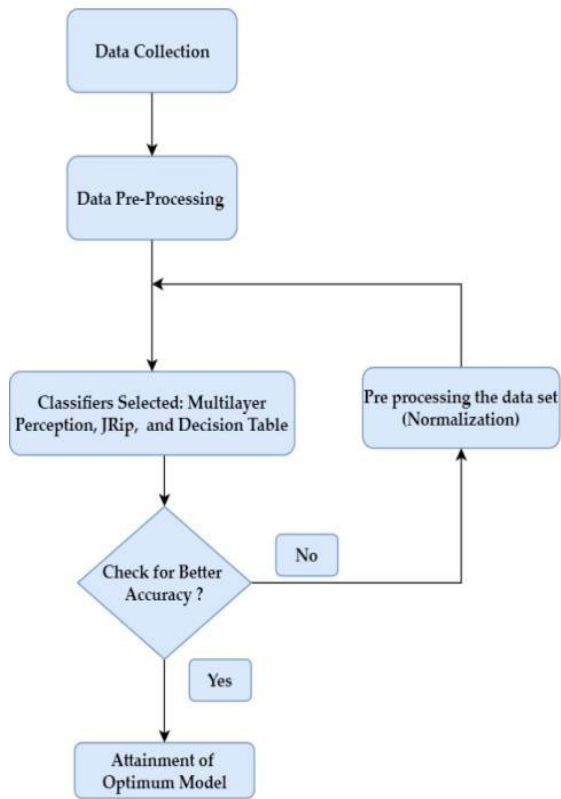 Data Collection
Data Pre-Processing
Classifiers Selected: Multilayer
Perception, JRip, and Decision Table
Pre processing the data set
(Normalization)
Check for Better
Accuracy ?
No
Yes
Attainment of
Optimum Model